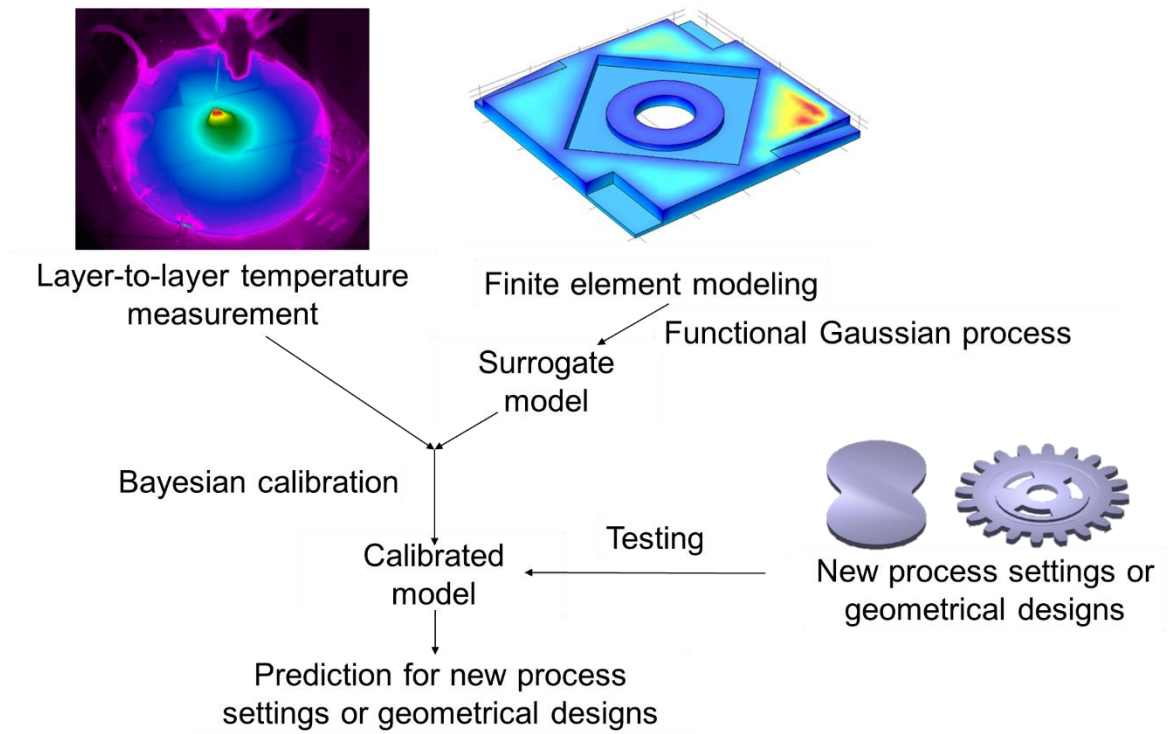 Layer-to-layer temperature
measurement
Finite element modeling
Functional Gaussian process
Surrogate
model
Bayesian calibration
Testing
Calibrated
model
New process settings or
geometrical designs
Prediction for new process
settings or geometrical designs